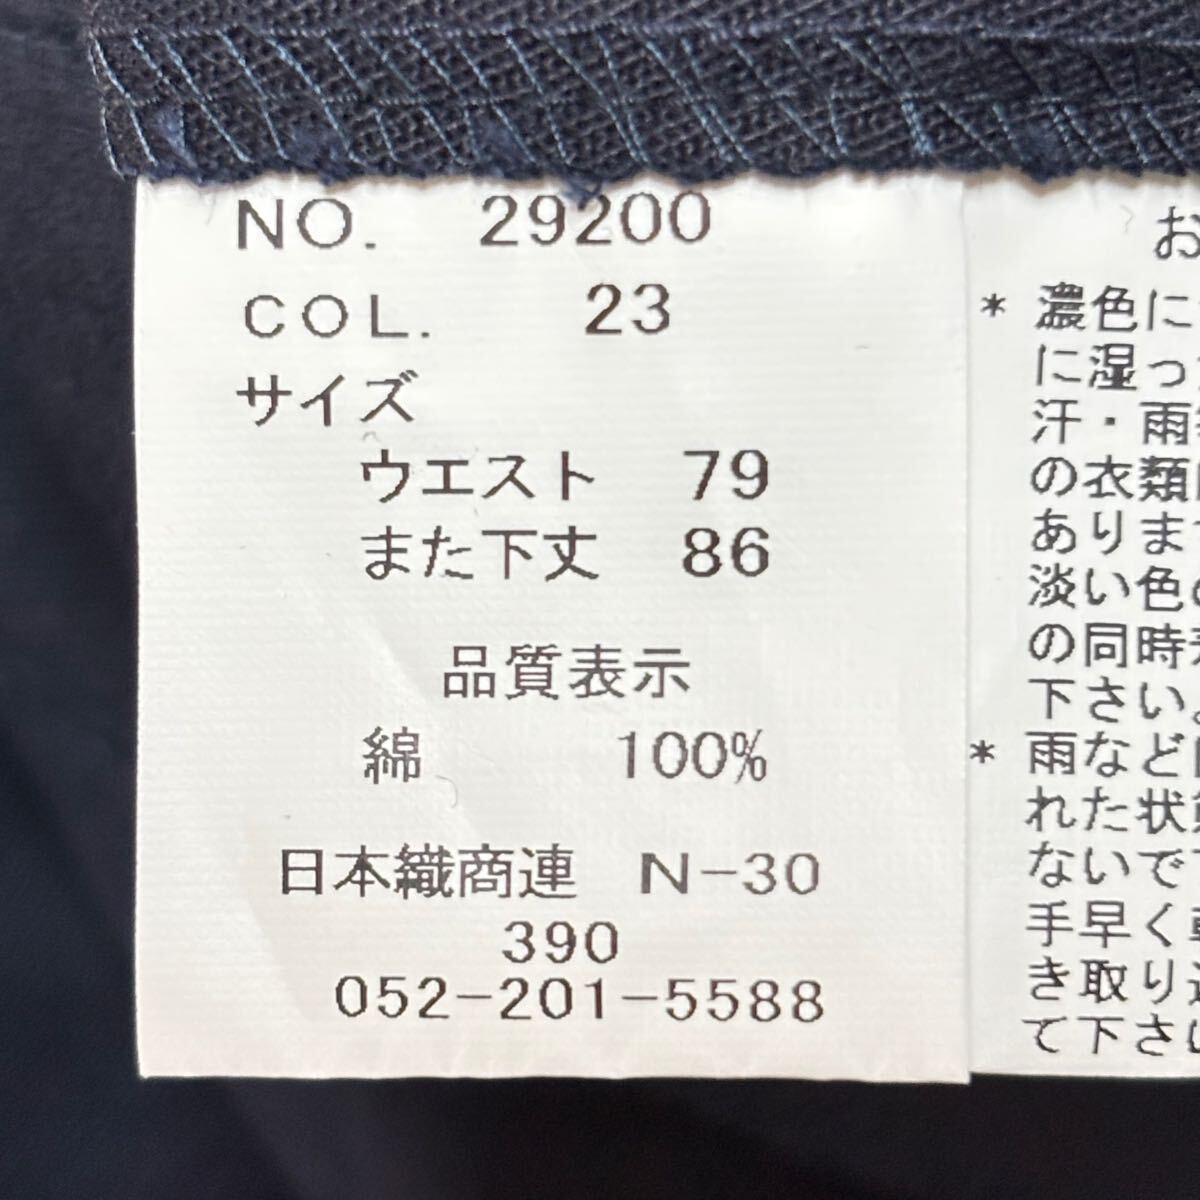 NO. 29200
COL. 23
サイズ
ウエスト 79
また下丈 86
品質表示
綿 100%
日本織商連 N-30
390
052-201-5588
お
* 濃色に
に湿っ
汗・雨
の衣類
ありま
淡い色
の同時
下さい。
* 雨など
れた状
ないで
手早く
き取り
て下さい